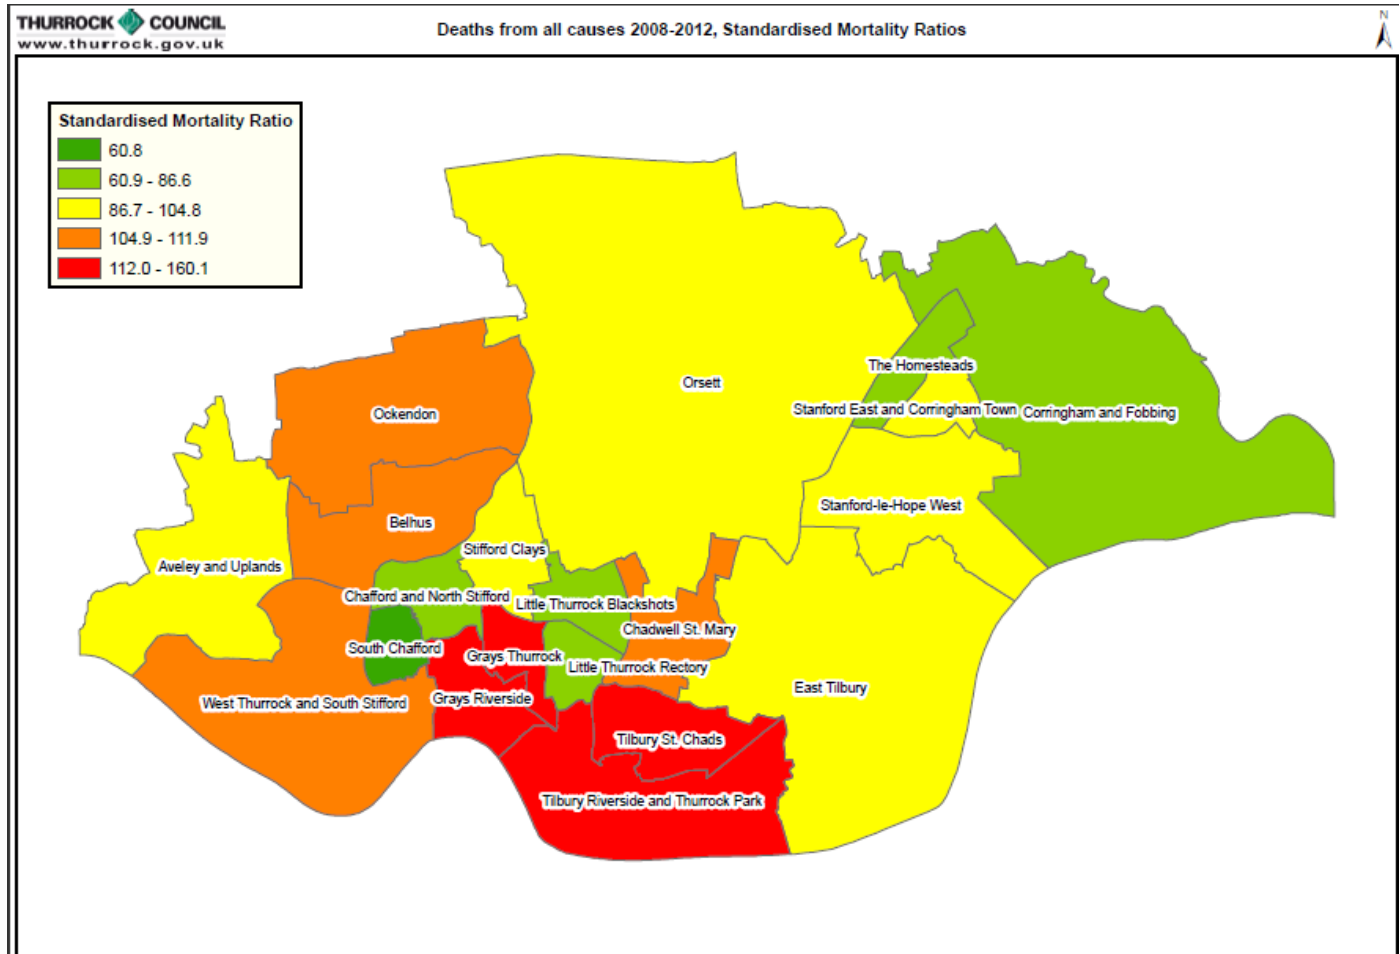 THURROCK COUNCIL
www.thurrock.gov.uk
Deaths from all causes 2008-2012, Standardised Mortality Ratios
N
Standardised Mortality Ratio
60.8
60.9 - 86.6
86.7 - 104.8
104.9 - 111.9
112.0 - 160.1
The Homesteads
Orsett
Stanford East and Corringham Town
Corringham and Fobbing
Ockendon
Stanford-le-Hope West
Belhus
Stifford Clays
Aveley and Uplands
Chafford and North Stifford
Little Thurrock Blackshots
Chadwell St. Mary
South Chafford
Grays Thurrock
Little Thurrock Rectory
East Tilbury
West Thurrock and South Stifford
Grays Riverside
Tilbury St. Chads
Tilbury Riverside and Thurrock Park